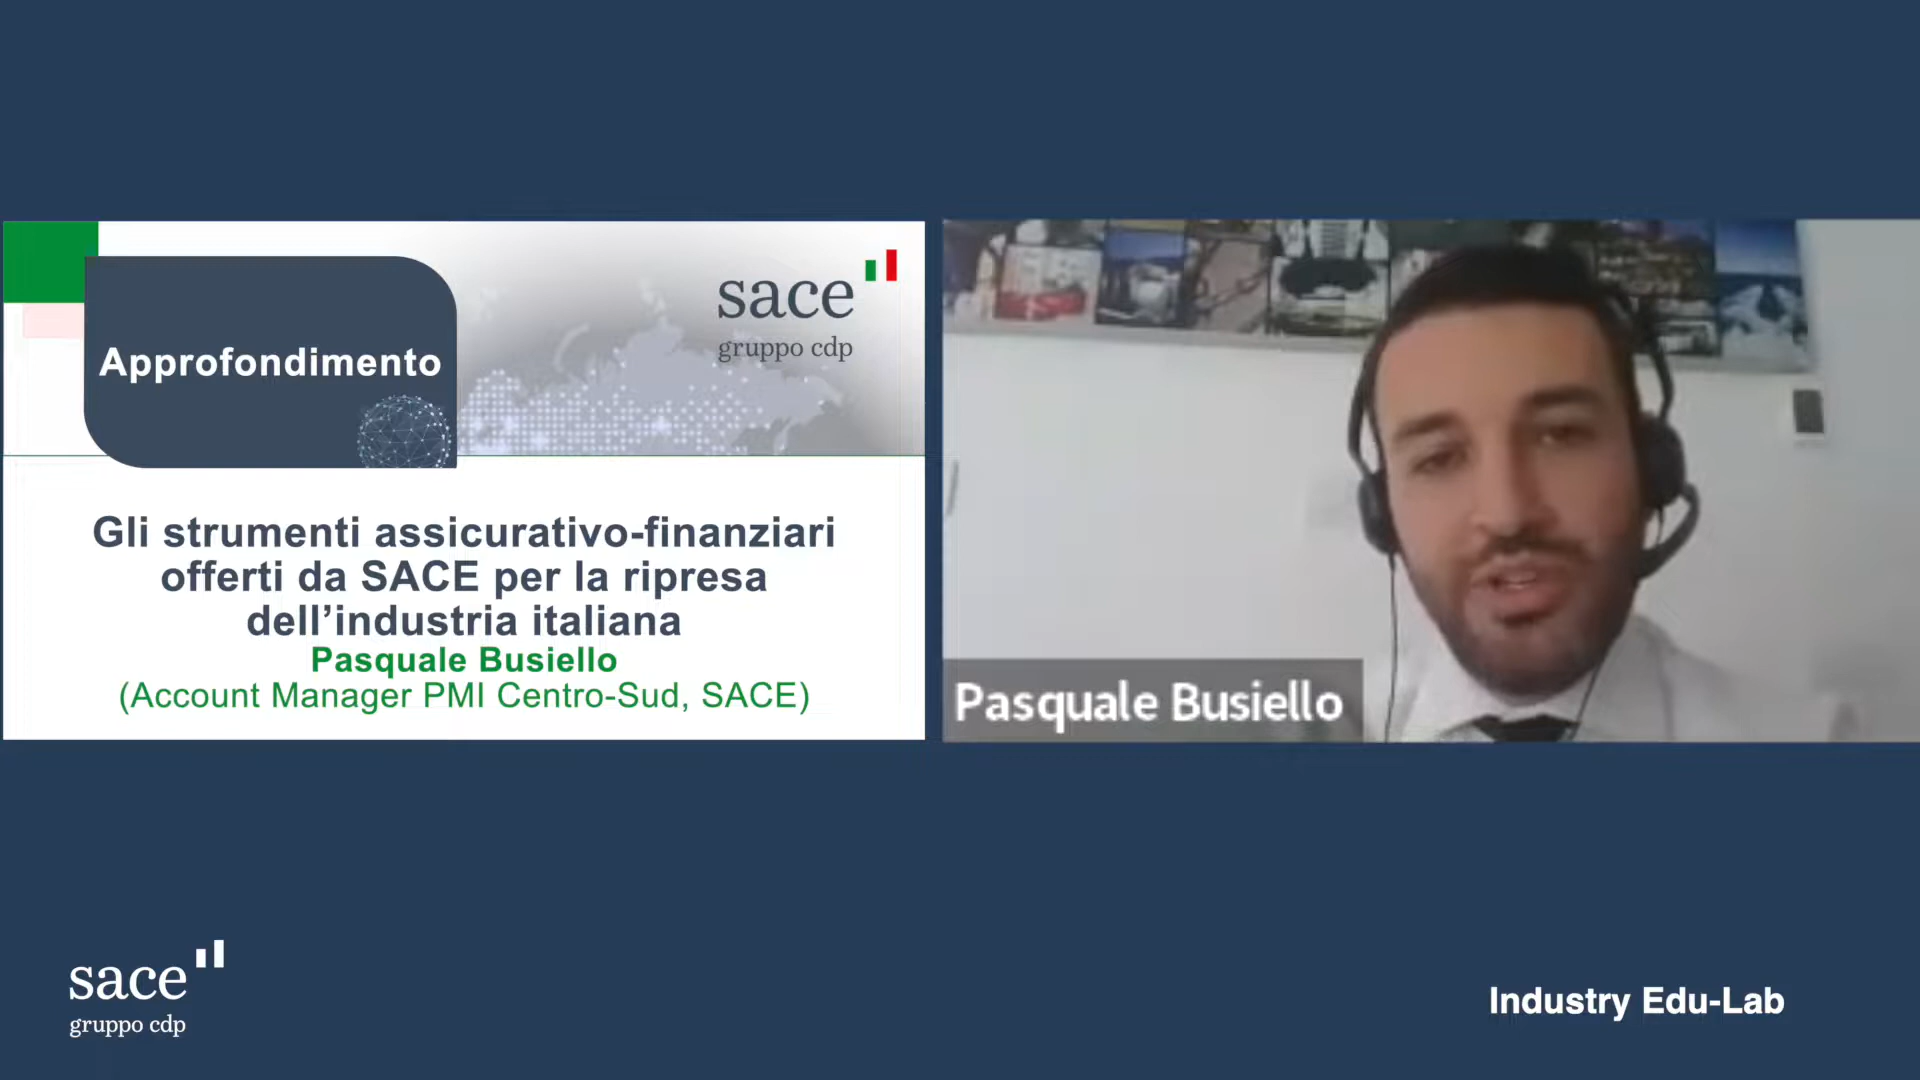 Approfondimento
sace
gruppo cdp
Gli strumenti assicurativo-finanziari
offerti da SACE per la ripresa
dell’industria italiana
Pasquale Busiello
(Account Manager PMI Centro-Sud, SACE)
Pasquale Busiello
sace
gruppo cdp
Industry Edu-Lab